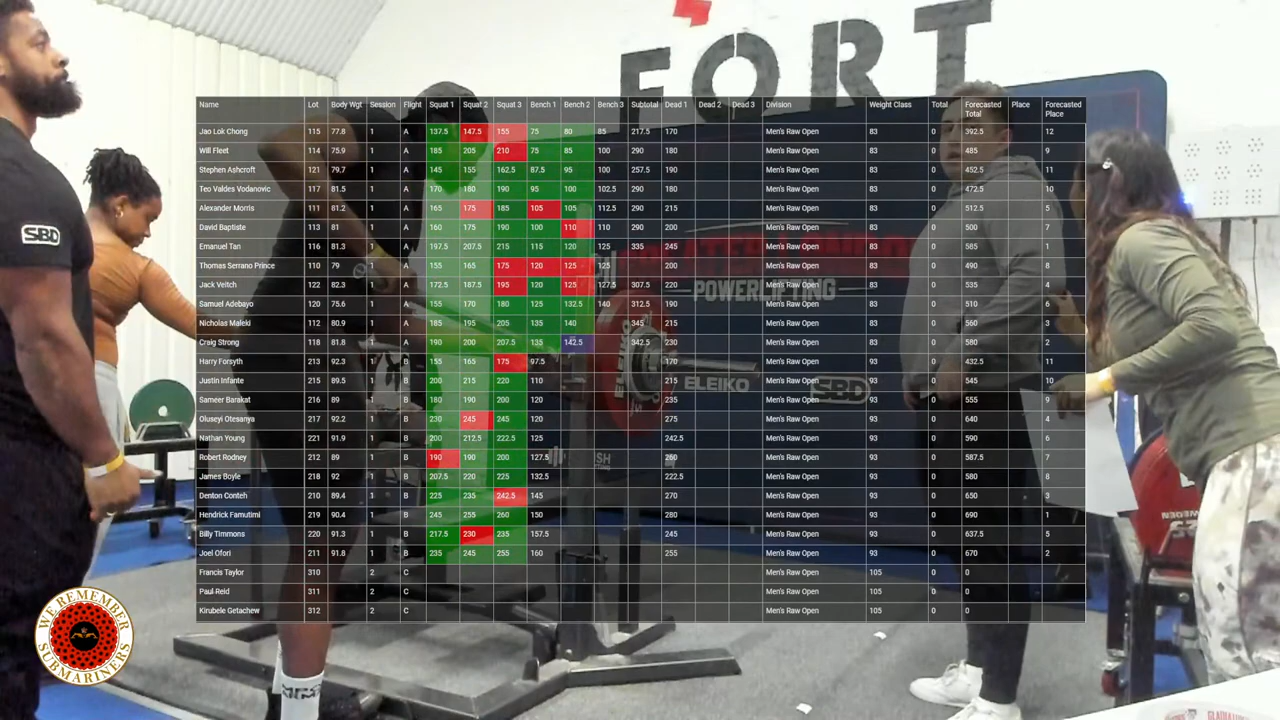 FORT
Name Lot Body Wgt Session Flight Squat 1 Squat 2 Squat 3 Bench 1 Bench 2 Bench 3 Subtotal Dead 1 Dead 2 Dead 3 Division Weight Class Total Forecasted Total Place Forecasted Place
Jao Lok Chong 115 77.8 1 A 137.5 147.5 155 75 80 85 217.5 170 Men's Raw Open 83 0 392.5 12
Will Fleet 114 75.9 1 A 185 205 210 75 85 100 290 180 Men's Raw Open 83 0 485 9
Stephen Ashcroft 121 79.7 1 A 145 155 162.5 87.5 95 100 257.5 190 Men's Raw Open 83 0 452.5 11
Teo Valdes Vodanovic 117 81.5 1 A 170 180 190 95 100 102.5 290 180 Men's Raw Open 83 0 472.5 10
Alexander Morris 111 81.2 1 A 165 175 185 105 105 112.5 290 215 Men's Raw Open 83 0 512.5 5
David Baptiste 113 81 1 A 160 175 190 100 110 110 290 200 Men's Raw Open 83 0 500 7
Emanuel Tan 116 81.3 1 A 197.5 207.5 215 115 120 125 335 245 Men's Raw Open 83 0 585 1
Thomas Serrano Prince 110 79 1 A 155 165 175 120 125 125 200 Men's Raw Open 83 0 490 8
Jack Veitch 122 82.3 1 A 172.5 187.5 195 120 125 127.5 307.5 220 Men's Raw Open 83 0 535 4
Samuel Adebayo 120 75.6 1 A 155 170 180 125 132.5 140 312.5 190 Men's Raw Open 83 0 510 6
Nicholas Maleki 112 80.9 1 A 185 195 205 135 140 345 215 Men's Raw Open 83 0 560 3
Craig Strong 118 81.8 1 A 190 200 207.5 135 142.5 342.5 230 Men's Raw Open 83 0 580 2
Harry Forsyth 213 92.3 1 B 155 165 175 97.5 170 Men's Raw Open 93 0 432.5 11
Justin Infante 215 89.5 1 B 200 215 220 110 215 Men's Raw Open 93 0 545 10
Sameer Barakat 216 89 1 B 180 190 200 120 235 Men's Raw Open 93 0 555 9
Oluseyi Otesanya 217 92.2 1 B 230 245 245 120 275 Men's Raw Open 93 0 640 4
Nathan Young 221 91.9 1 B 200 212.5 222.5 125 242.5 Men's Raw Open 93 0 590 6
Robert Rodney 212 89 1 B 190 190 200 127.5 260 Men's Raw Open 93 0 587.5 7
James Boyle 218 92 1 B 207.5 220 225 132.5 222.5 Men's Raw Open 93 0 580 8
Denton Conteh 210 89.4 1 B 225 235 242.5 145 270 Men's Raw Open 93 0 650 3
Hendrick Famutimi 219 90.4 1 B 245 255 260 150 280 Men's Raw Open 93 0 690 1
Billy Timmons 220 91.3 1 B 217.5 230 235 157.5 245 Men's Raw Open 93 0 637.5 5
Joel Ofori 211 91.8 1 B 235 245 255 160 255 Men's Raw Open 93 0 670 2
Francis Taylor 310 2 C Men's Raw Open 105 0 0
Paul Reid 311 2 C Men's Raw Open 105 0 0
Kirubele Getachew 312 2 C Men's Raw Open 105 0 0
SBD
POWERLIFTING
ELEIKO
SBD
WE REMEMBER
SUBMARINERS